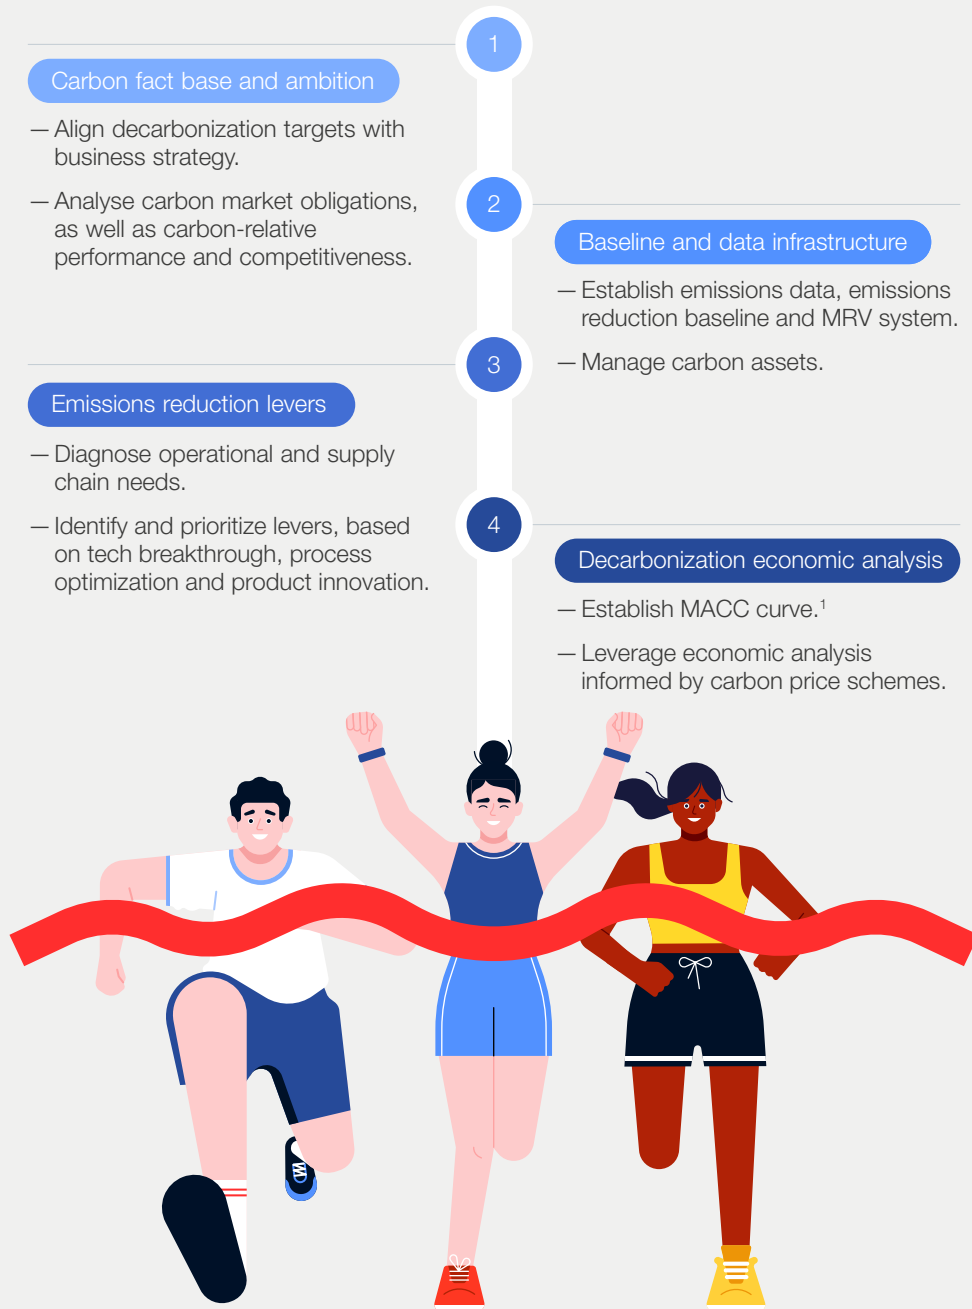 1
Carbon fact base and ambition
— Align decarbonization targets with
business strategy.
— Analyse carbon market obligations,
as well as carbon-relative
performance and competitiveness.
2
Baseline and data infrastructure
— Establish emissions data, emissions
reduction baseline and MRV system.
— Manage carbon assets.
3
Emissions reduction levers
— Diagnose operational and supply
chain needs.
— Identify and prioritize levers, based
on tech breakthrough, process
optimization and product innovation.
4
Decarbonization economic analysis
— Establish MACC curve.¹
— Leverage economic analysis
informed by carbon price schemes.